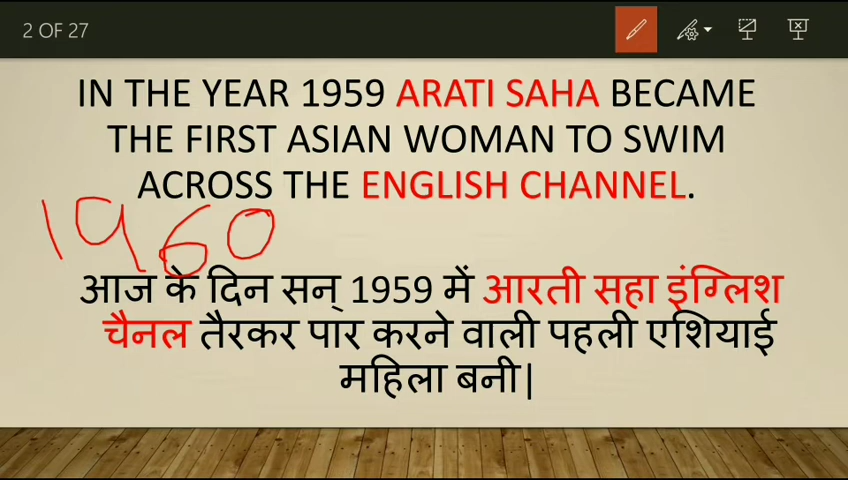 2 OF 27
IN THE YEAR 1959 ARATI SAHA BECAME
THE FIRST ASIAN WOMAN TO SWIM
ACROSS THE ENGLISH CHANNEL.
1960
आज के दिन सन् 1959 में आरती सहा इंग्लिश
चैनल तैरकर पार करने वाली पहली एशियाई
महिला बनी|